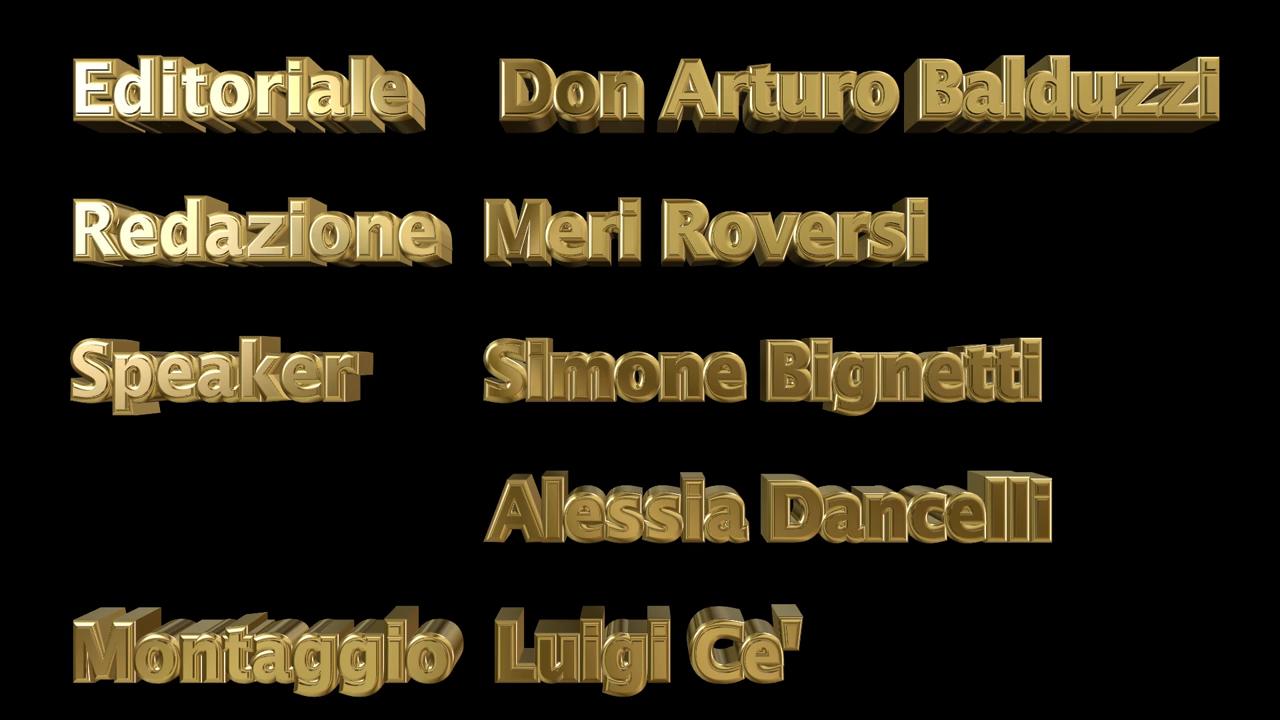 Editoriale Don Arturo Balduzzi
Redazione Meri Roversi
Speaker Simone Bignetti
Alessia Dancelli
Montaggio Luigi Ce'